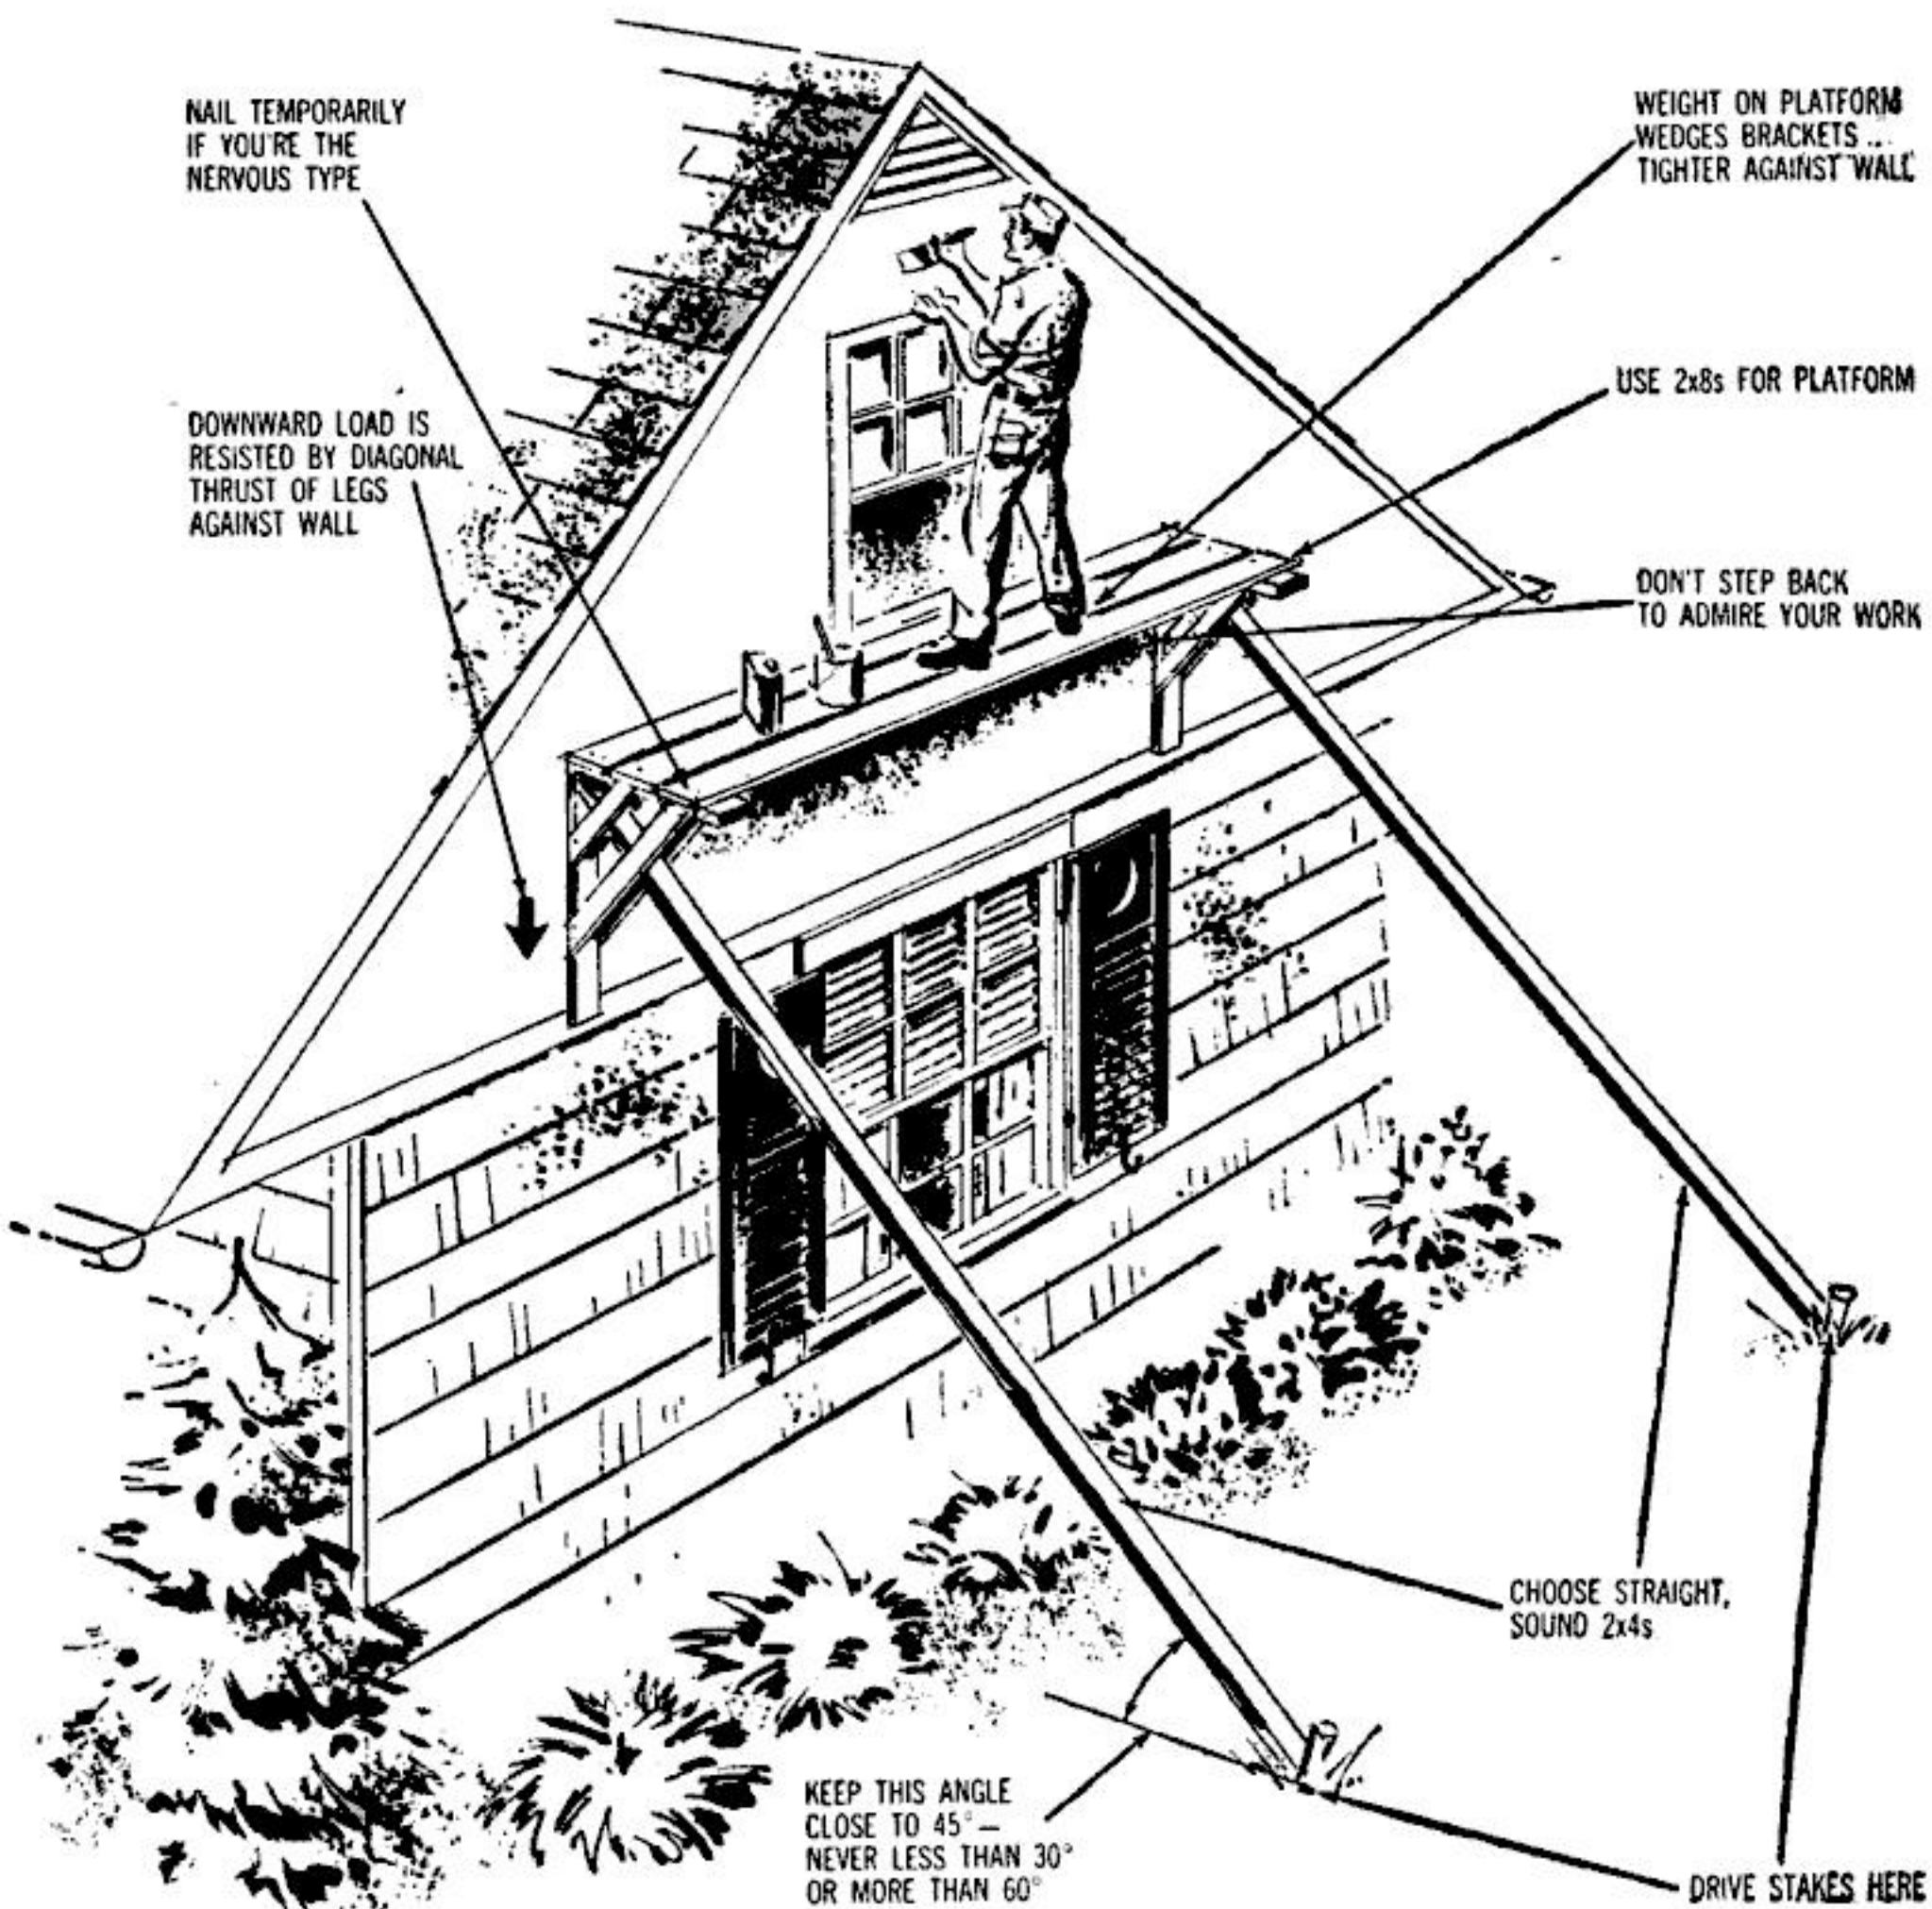 NAIL TEMPORARILY
IF YOU'RE THE
NERVOUS TYPE
DOWNWARD LOAD IS
RESISTED BY DIAGONAL
THRUST OF LEGS
AGAINST WALL
WEIGHT ON PLATFORM
WEDGES BRACKETS ...
TIGHTER AGAINST WALL
USE 2x8s FOR PLATFORM
DON'T STEP BACK
TO ADMIRE YOUR WORK
CHOOSE STRAIGHT,
SOUND 2x4s
KEEP THIS ANGLE
CLOSE TO 45° —
NEVER LESS THAN 30°
OR MORE THAN 60°
DRIVE STAKES HERE